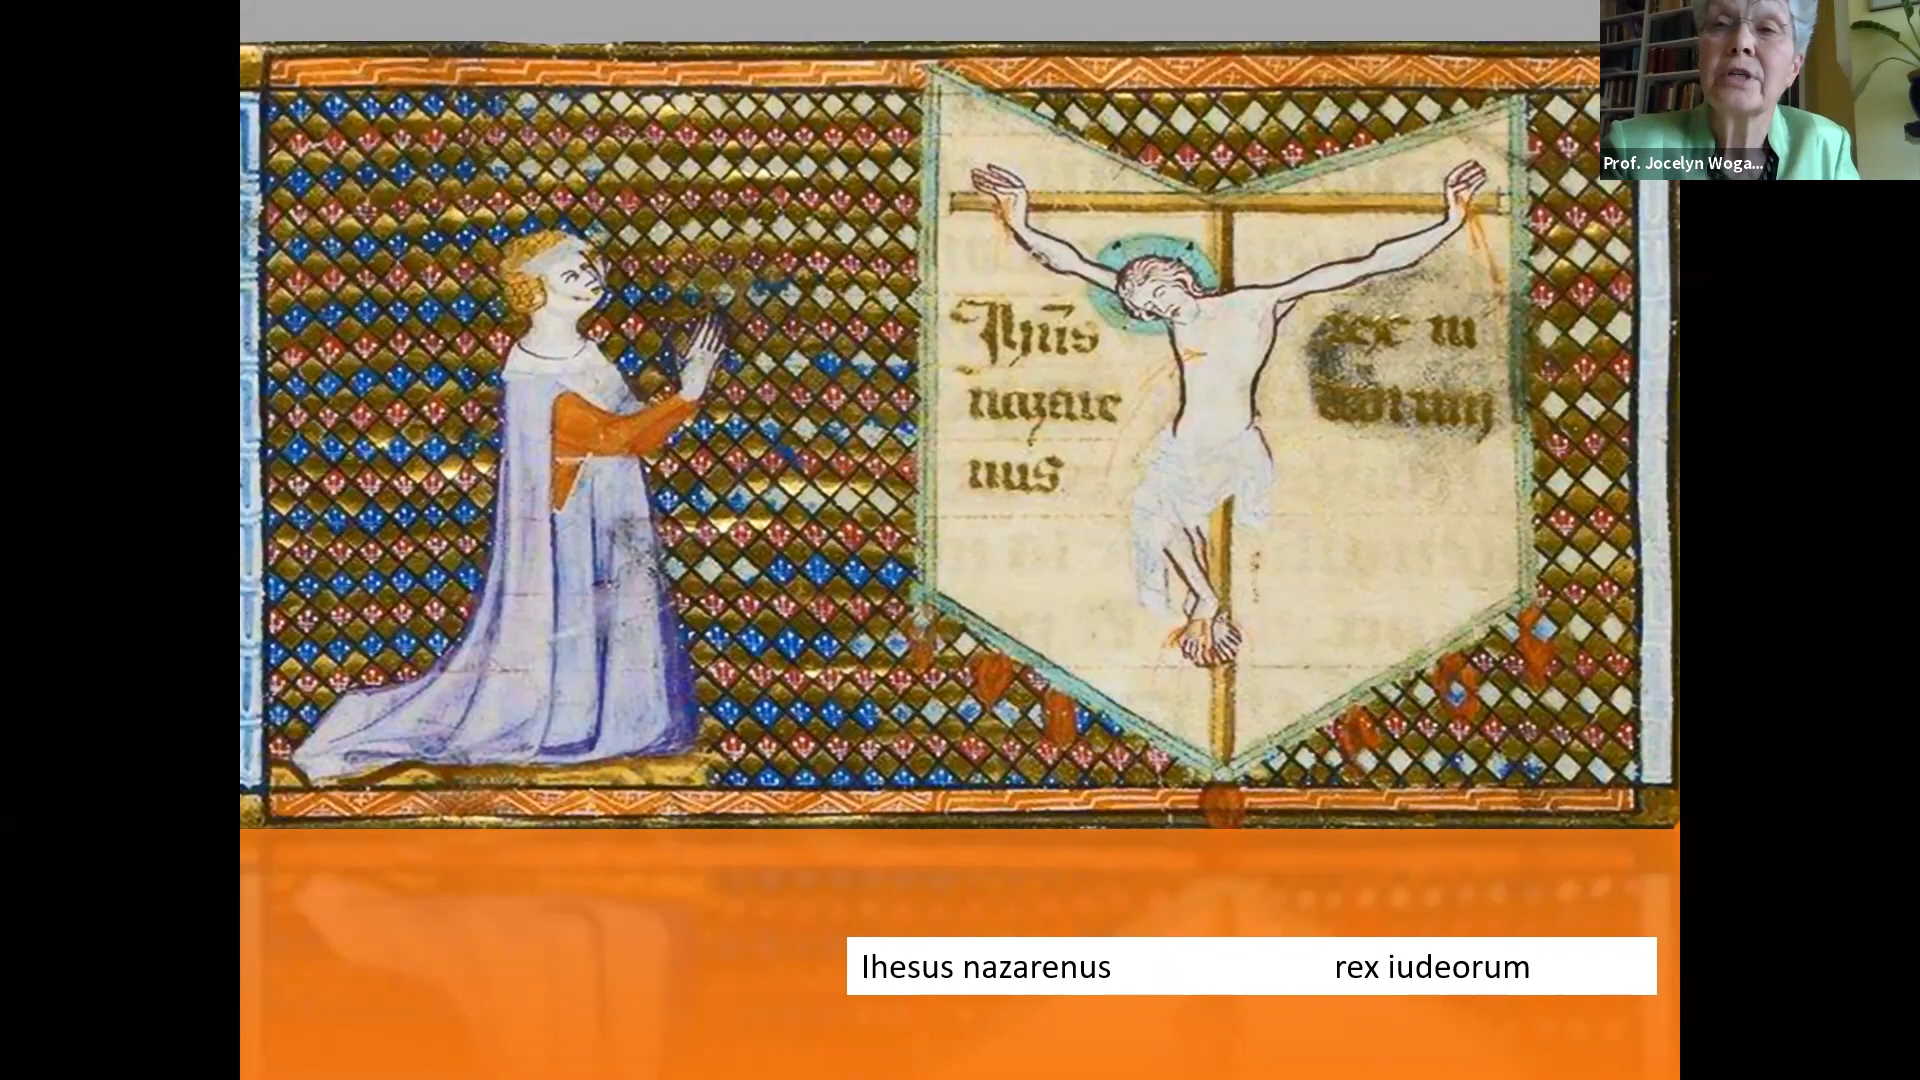 Prof. Jocelyn Woga...
Ihūs
rex iu
nazare
deorum
nus
Ihesus nazarenus rex iudeorum